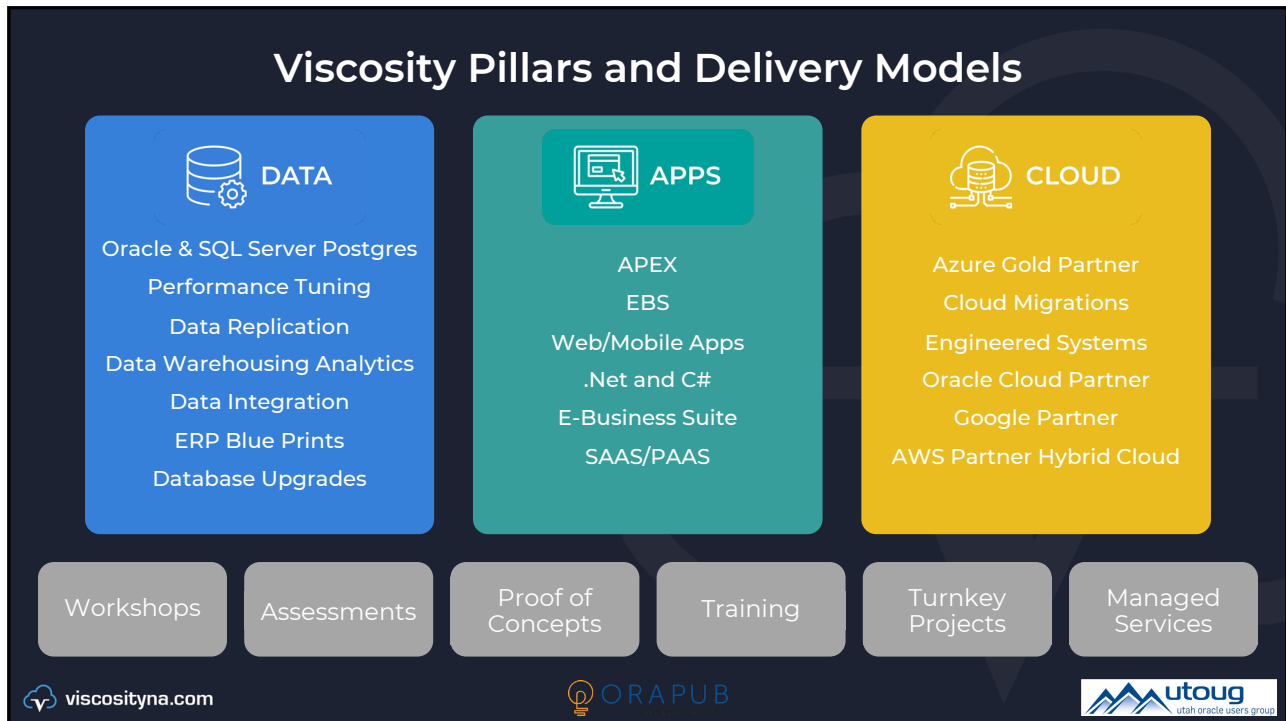 Viscosity Pillars and Delivery Models
DATA
Oracle & SQL Server Postgres
Performance Tuning
Data Replication
Data Warehousing Analytics
Data Integration
ERP Blue Prints
Database Upgrades
APPS
APEX
EBS
Web/Mobile Apps
.Net and C#
E-Business Suite
SAAS/PAAS
CLOUD
Azure Gold Partner
Cloud Migrations
Engineered Systems
Oracle Cloud Partner
Google Partner
AWS Partner Hybrid Cloud
Workshops
Assessments
Proof of
Concepts
Training
Turnkey
Projects
Managed
Services
viscosityna.com
ORAPUB
utoug
utah oracle users group